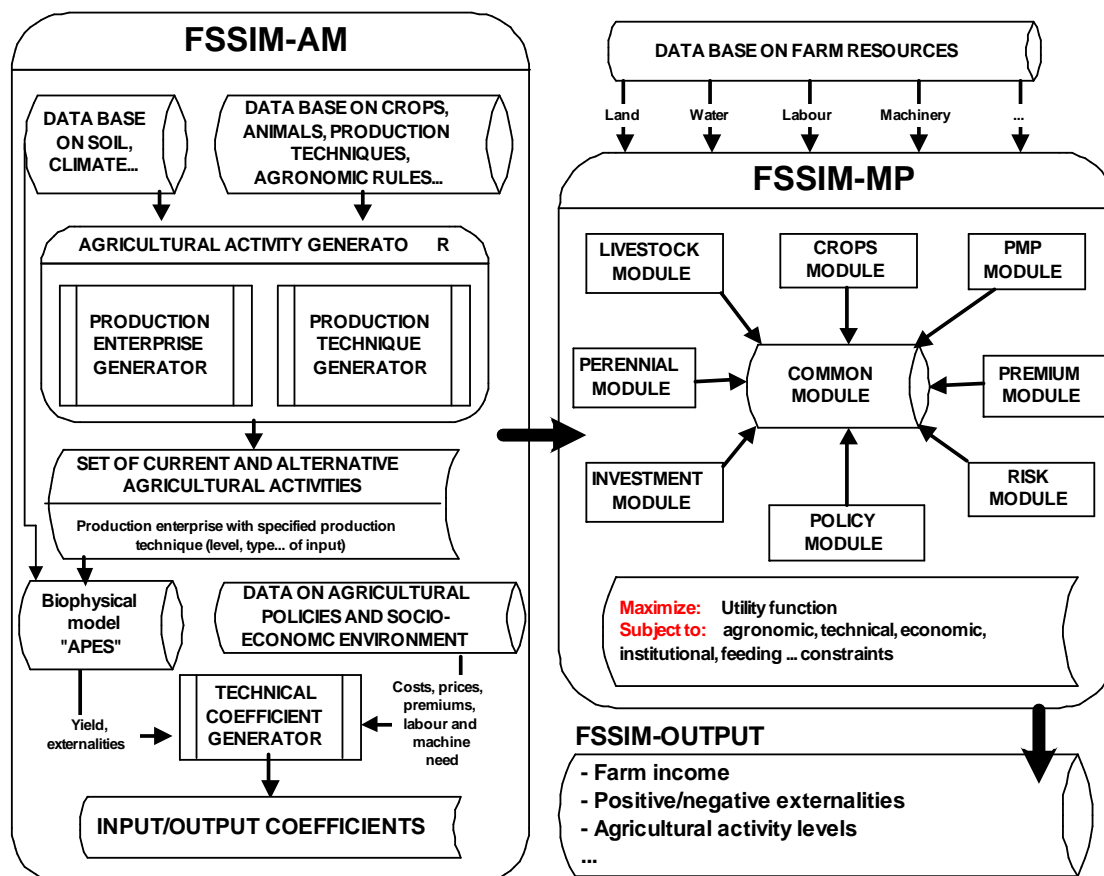 FSSIM-AM
DATA BASE
ON SOIL,
CLIMATE...
DATA BASE ON CROPS,
ANIMALS, PRODUCTION
TECHNIQUES,
AGRONOMIC RULES...
AGRICULTURAL ACTIVITY GENERATO R
PRODUCTION
ENTERPRISE
GENERATOR
PRODUCTION
TECHNIQUE
GENERATOR
SET OF CURRENT AND ALTERNATIVE
AGRICULTURAL ACTIVITIES
Production enterprise with specified production
technique (level, type... of input)
Biophysical
model
"APES"
DATA ON AGRICULTURAL
POLICIES AND SOCIO-
ECONOMC ENVIRONMENT
Yield,
externalities
TECHNICAL
COEFFICIENT
GENERATOR
Costs, prices,
premiums,
labour and
machine
need
INPUT/OUTPUT COEFFICIENTS
DATA BASE ON FARM RESOURCES
Land
Water
Labour
Machinery
...
FSSIM-MP
LIVESTOCK
MODULE
CROPS
MODULE
PMP
MODULE
PERENNIAL
MODULE
COMMON
MODULE
PREMIUM
MODULE
INVESTMENT
MODULE
POLICY
MODULE
RISK
MODULE
Maximize: Utility function
Subject to: agronomic, technical, economic,
institutional, feeding ... constraints
FSSIM-OUTPUT
- Farm income
- Positive/negative externalities
- Agricultural activity levels
...